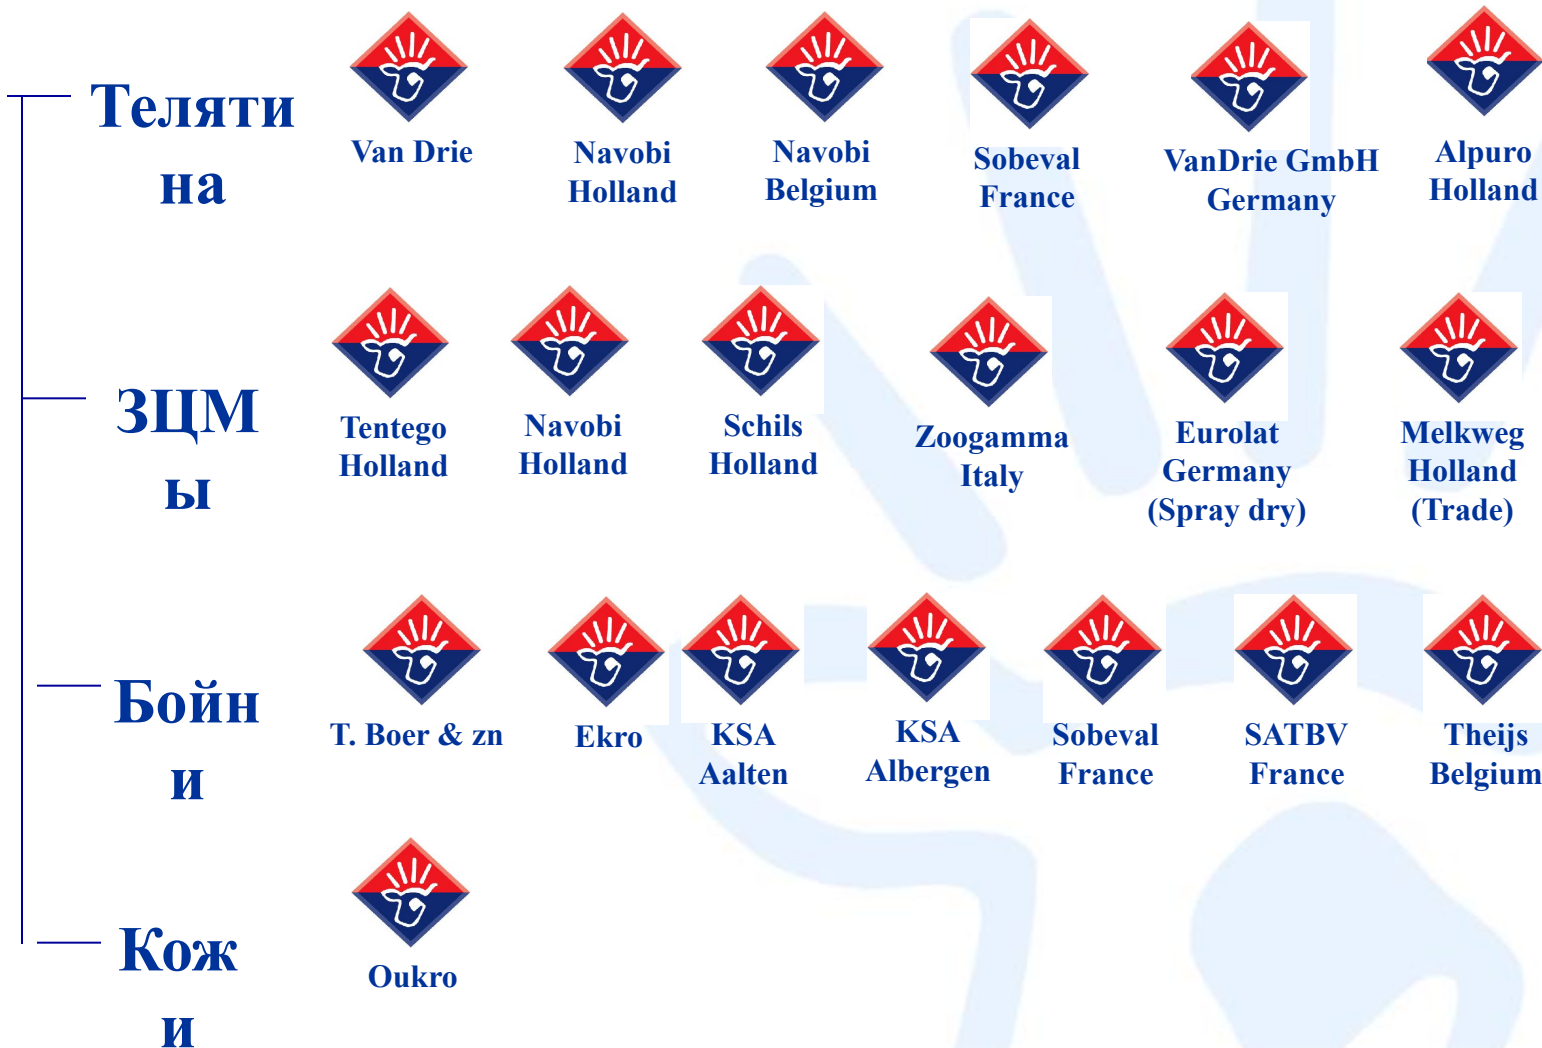 Теляти
на
Van Drie
Navobi
Holland
Navobi
Belgium
Sobeval
France
VanDrie GmbH
Germany
Alpuro
Holland
ЗЦМ
ы
Tentego
Holland
Navobi
Holland
Schils
Holland
Zoogamma
Italy
Eurolat
Germany
(Spray dry)
Melkweg
Holland
(Trade)
Бойн
и
T. Boer & zn
Ekro
KSA
Aalten
KSA
Albergen
Sobeval
France
SATBV
France
Theijs
Belgium
Кож
и
Oukro